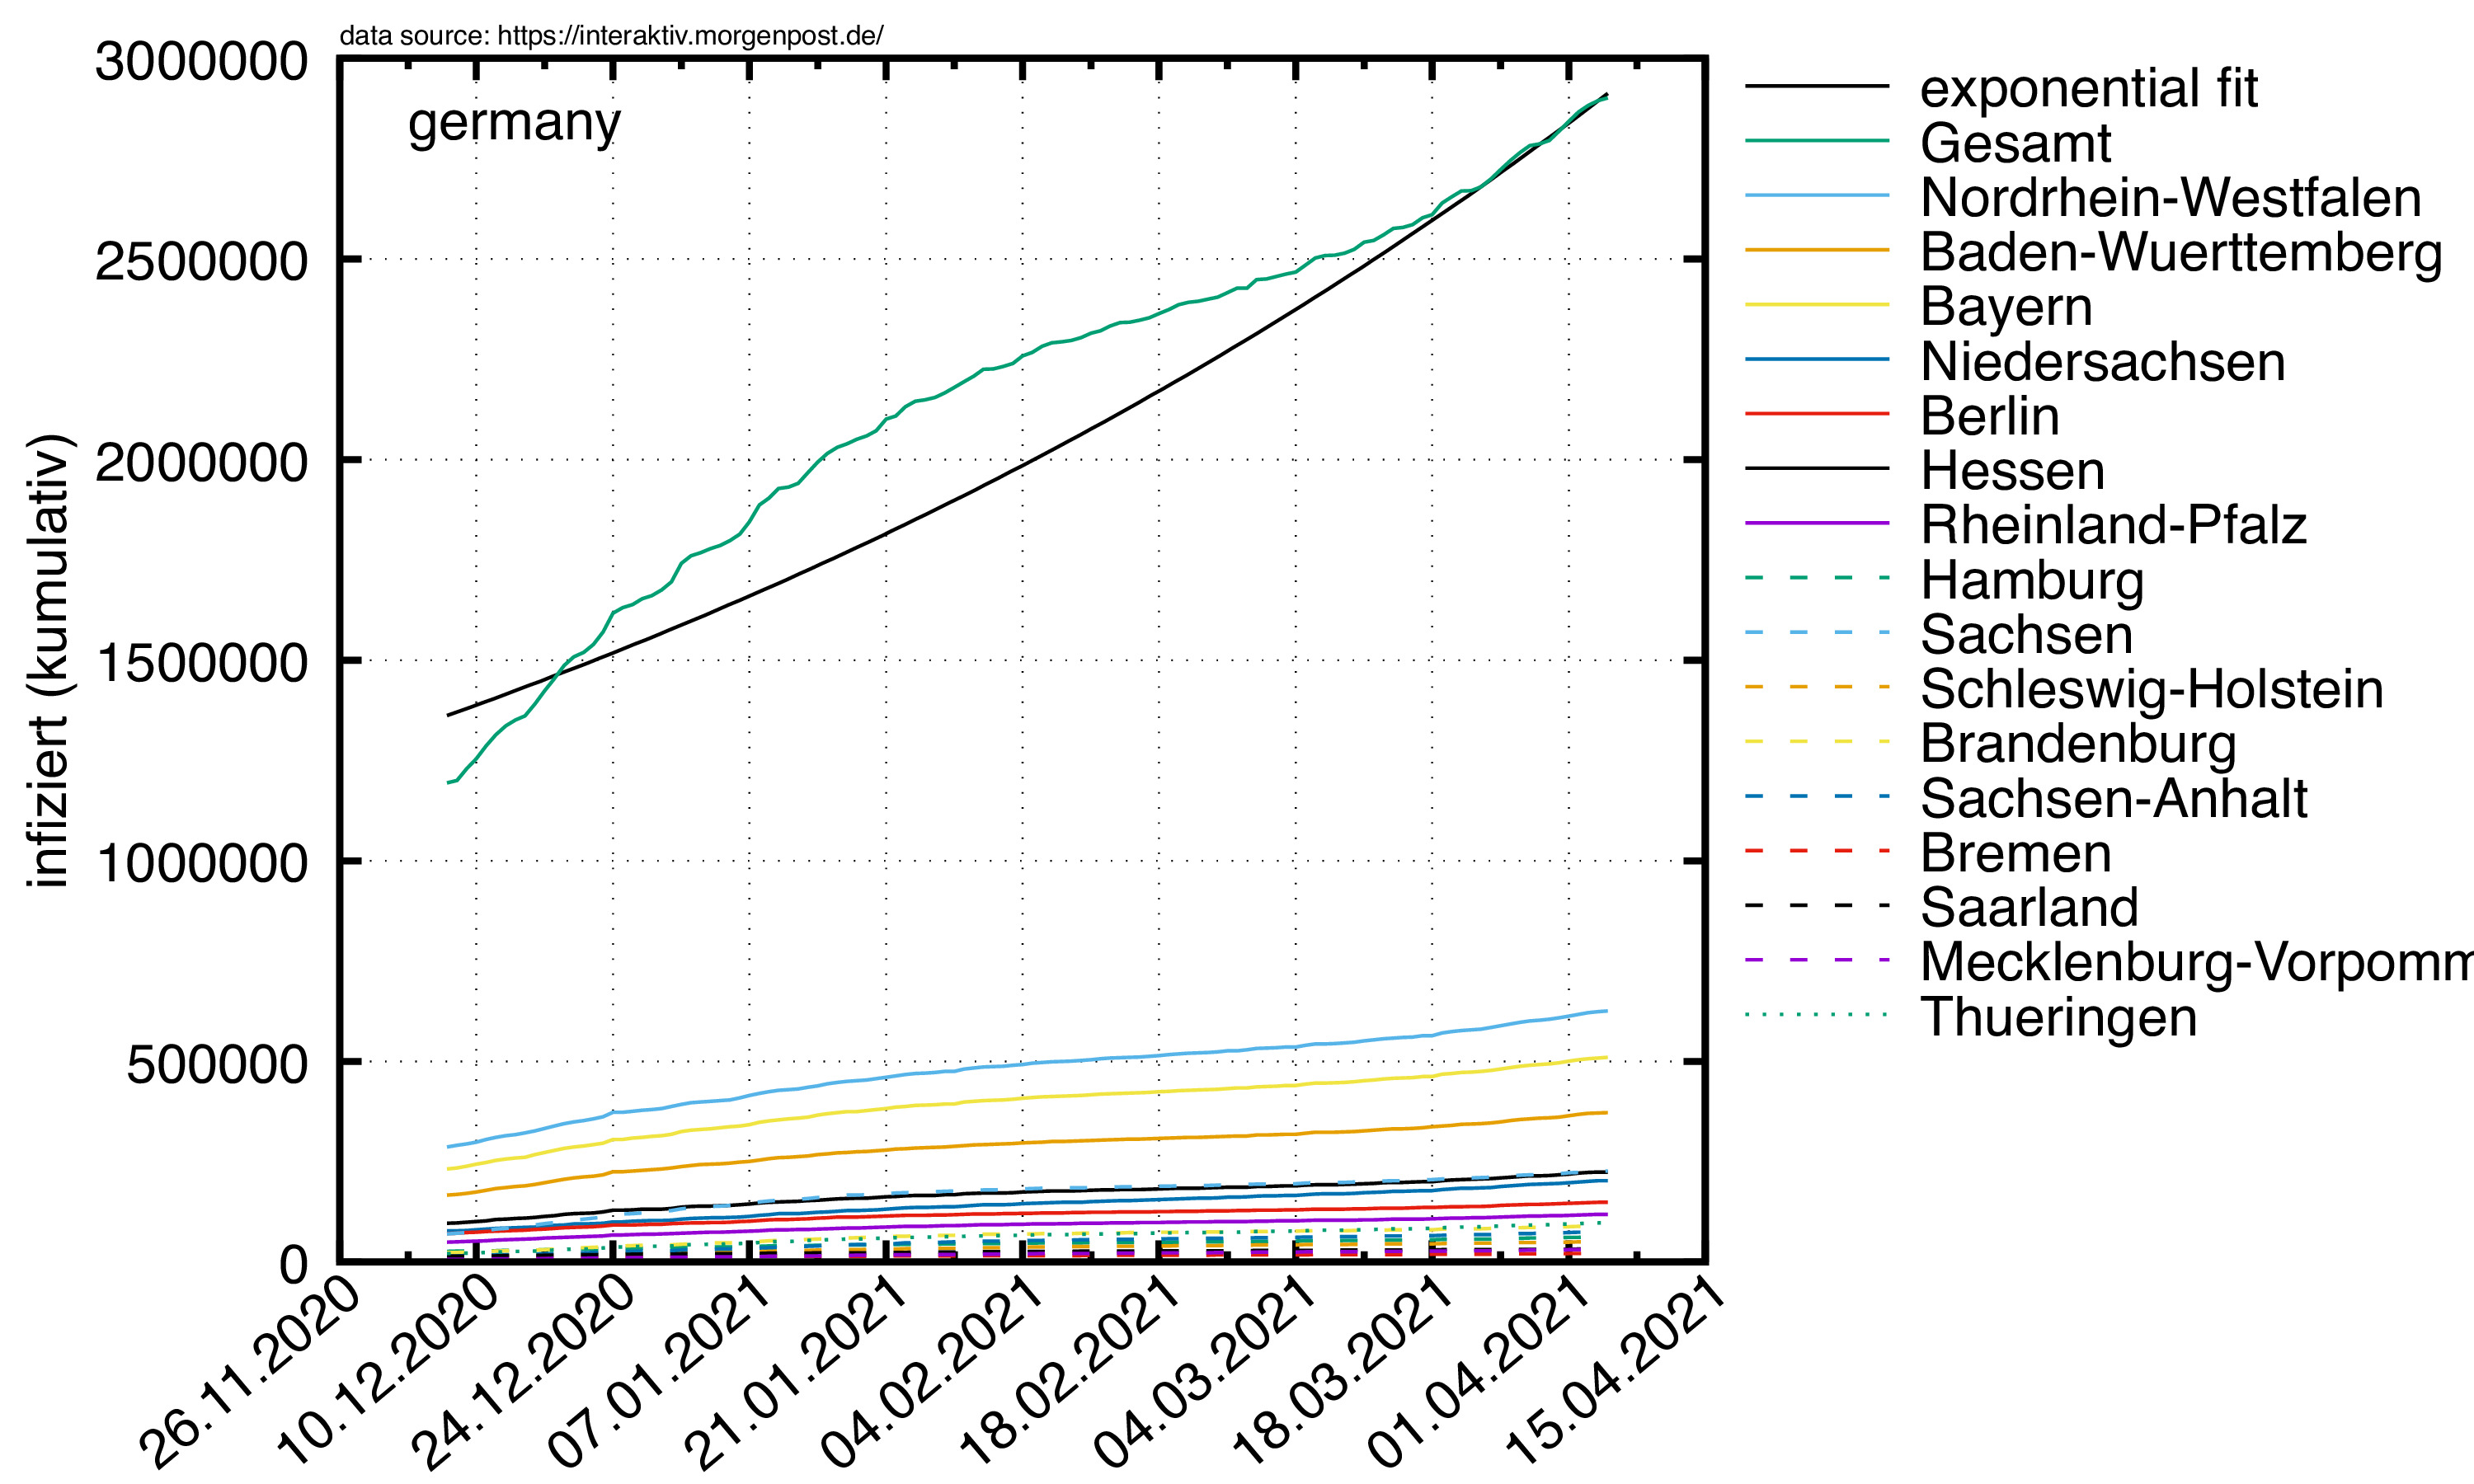 data source: https://interaktiv.morgenpost.de/
germany
infiziert (kumulativ)
3000000
2500000
2000000
1500000
1000000
500000
0
26.11.2020
10.12.2020
24.12.2020
07.01.2021
21.01.2021
04.02.2021
18.02.2021
04.03.2021
18.03.2021
01.04.2021
15.04.2021
exponential fit
Gesamt
Nordrhein-Westfalen
Baden-Wuerttemberg
Bayern
Niedersachsen
Berlin
Hessen
Rheinland-Pfalz
Hamburg
Sachsen
Schleswig-Holstein
Brandenburg
Sachsen-Anhalt
Bremen
Saarland
Mecklenburg-Vorpomm
Thueringen